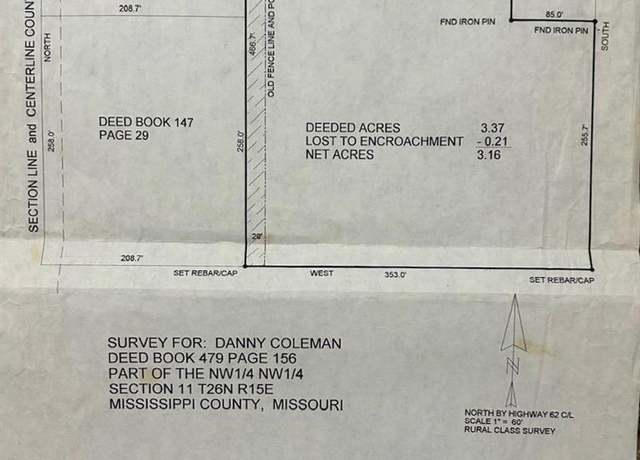 208.7'
85.0'
FND IRON PIN
FND IRON PIN
SOUTH
SECTION LINE and CENTERLINE COUN
NORTH
258.0'
466.7'
OLD FENCE LINE AND PO
258.0'
255.7'
DEED BOOK 147
PAGE 29
DEEDED ACRES 3.37
LOST TO ENCROACHMENT - 0.21
NET ACRES 3.16
20'
208.7'
SET REBAR/CAP
WEST
353.0'
SET REBAR/CAP
SURVEY FOR: DANNY COLEMAN
DEED BOOK 479 PAGE 156
PART OF THE NW1/4 NW1/4
SECTION 11 T26N R15E
MISSISSIPPI COUNTY, MISSOURI
N
NORTH BY HIGHWAY 62 C/L
SCALE 1" = 60'
RURAL CLASS SURVEY